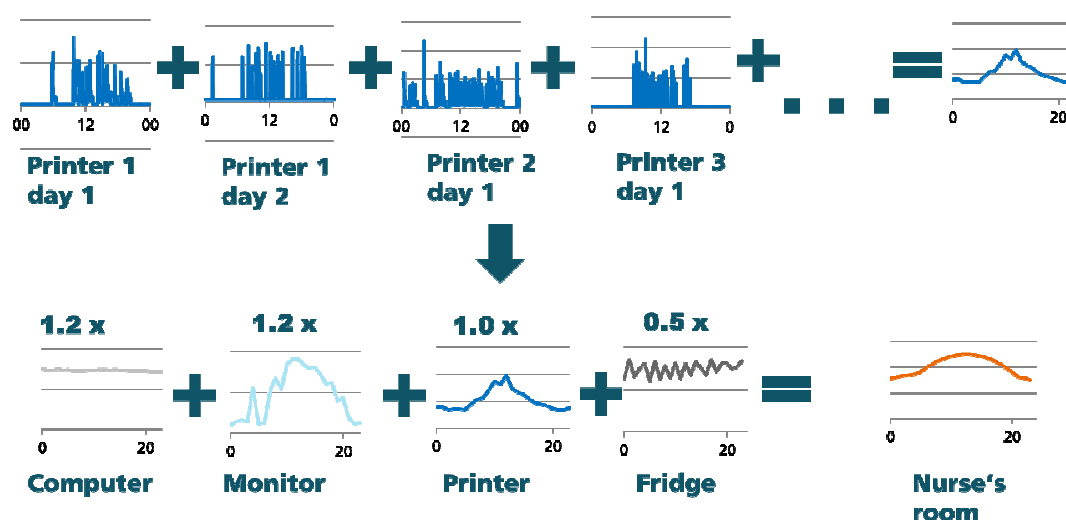 00 12 00
0 12 0
00 12 00
0 12 0
0 20
Printer 1
day 1
Printer 1
day 2
Printer 2
day 1
Printer 3
day 1
1.2 x
1.2 x
1.0 x
0.5 x
0 20
0 20
0 20
0 20
0 20
Computer
Monitor
Printer
Fridge
Nurse's
room